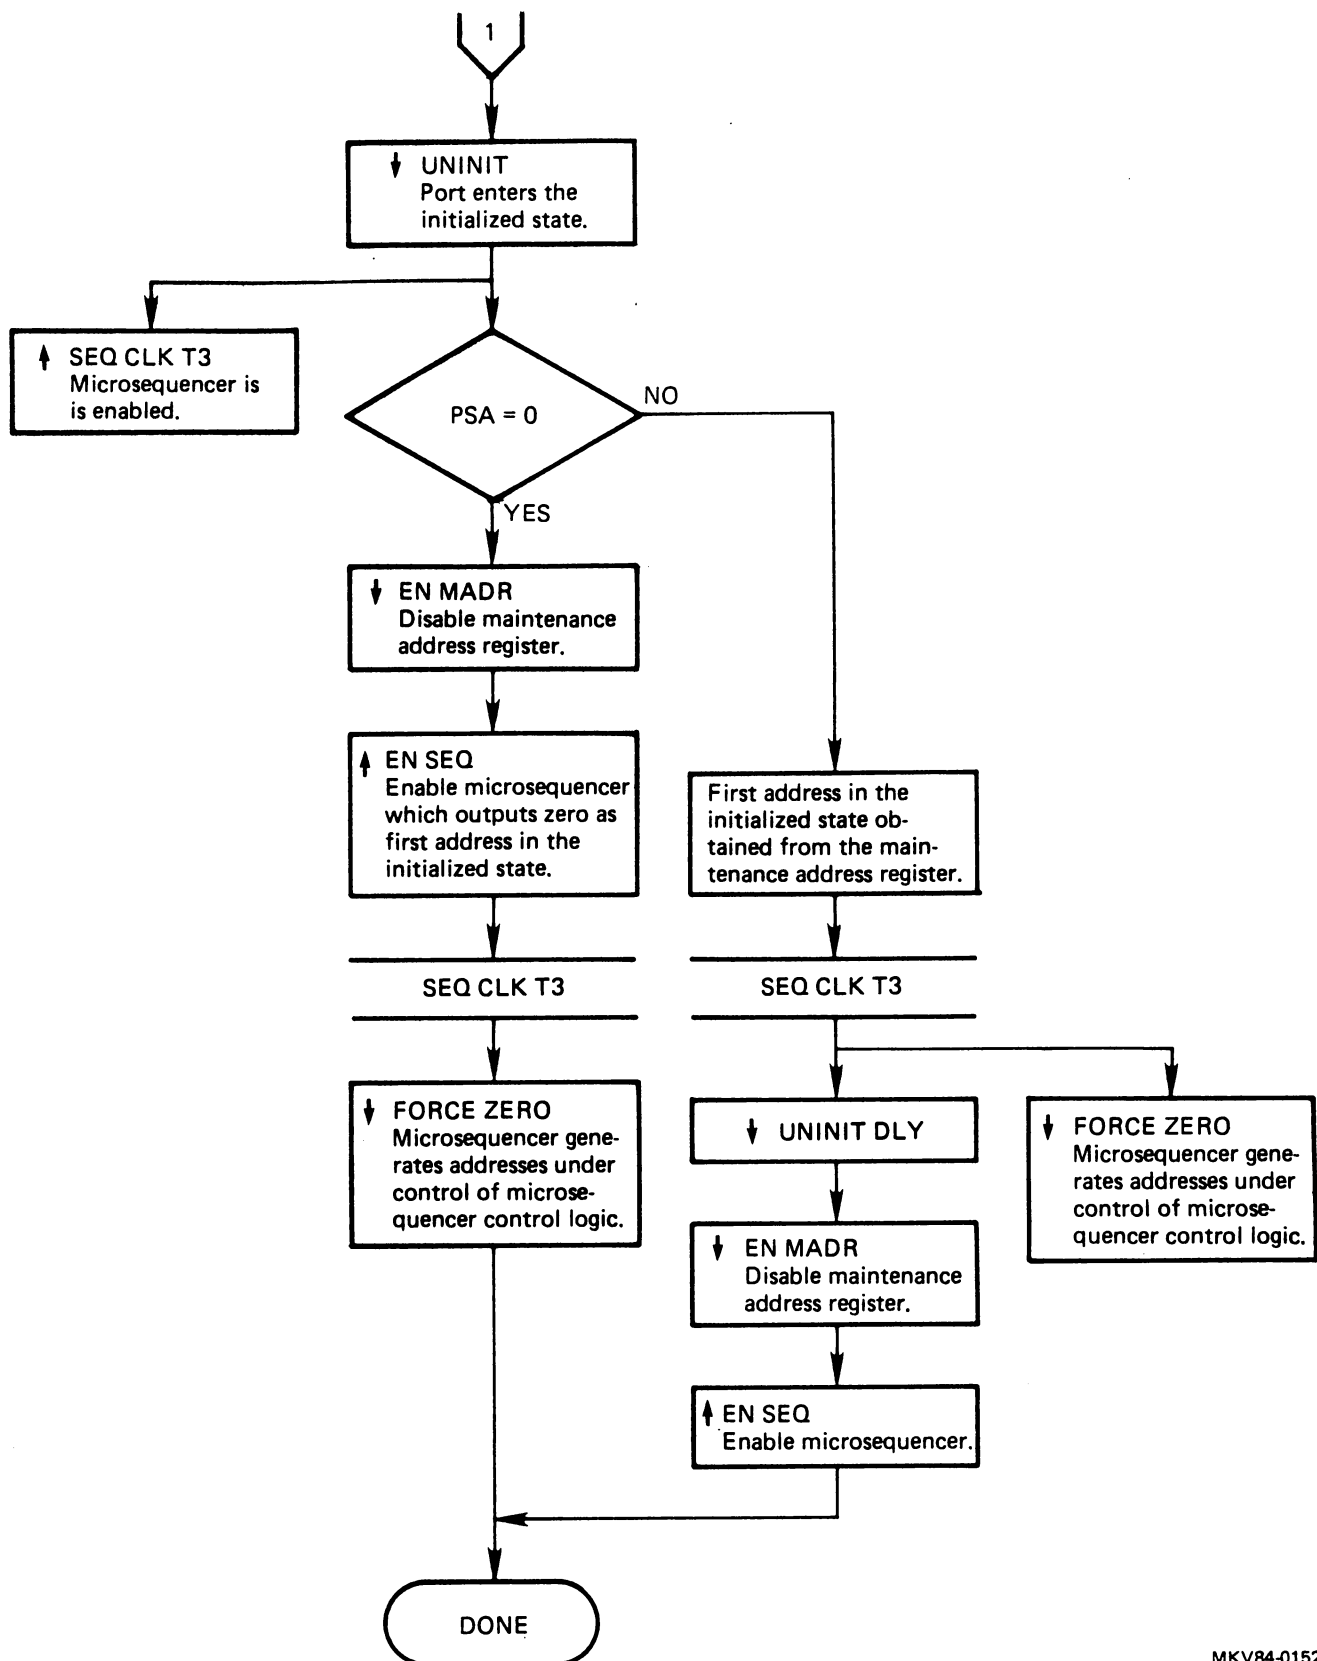 1
↓ UNINIT
Port enters the
initialized state.
↑ SEQ CLK T3
Microsequencer is
is enabled.
PSA = 0
NO
YES
↓ EN MADR
Disable maintenance
address register.
↑ EN SEQ
Enable microsequencer
which outputs zero as
first address in the
initialized state.
First address in the
initialized state ob-
tained from the main-
tenance address register.
SEQ CLK T3
SEQ CLK T3
↓ FORCE ZERO
Microsequencer gene-
rates addresses under
control of microse-
quencer control logic.
↓ UNINIT DLY
↓ FORCE ZERO
Microsequencer gene-
rates addresses under
control of microse-
quencer control logic.
↓ EN MADR
Disable maintenance
address register.
↑ EN SEQ
Enable microsequencer.
DONE
MKV84-0152